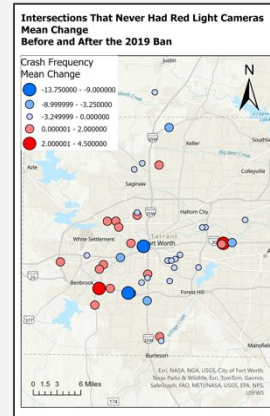 Intersections That Never Had Red Light Cameras
Mean Change
Before and After the 2019 Ban
Crash Frequency
Mean Change
-13.750000 - -9.000000
-8.999999 - -3.250000
-3.249999 - 0.000000
0.000001 - 2.000000
2.000001 - 4.500000
N
Justin
Keller
Southla
Colleyville
Azle
Saginaw
Haltom City
White Settlement
Tarrant
Fort Worth
Benbrook
Forest Hill
Mansfiel
Burleson
174
0 1.5 3 6 Miles
Esri, NASA, NGA, USGS, City of Fort Worth,
Texas Parks & Wildlife, Esri, TomTom, Garmin,
SafeGraph, FAO, METI/NASA, USGS, EPA, NPS,
USFWS